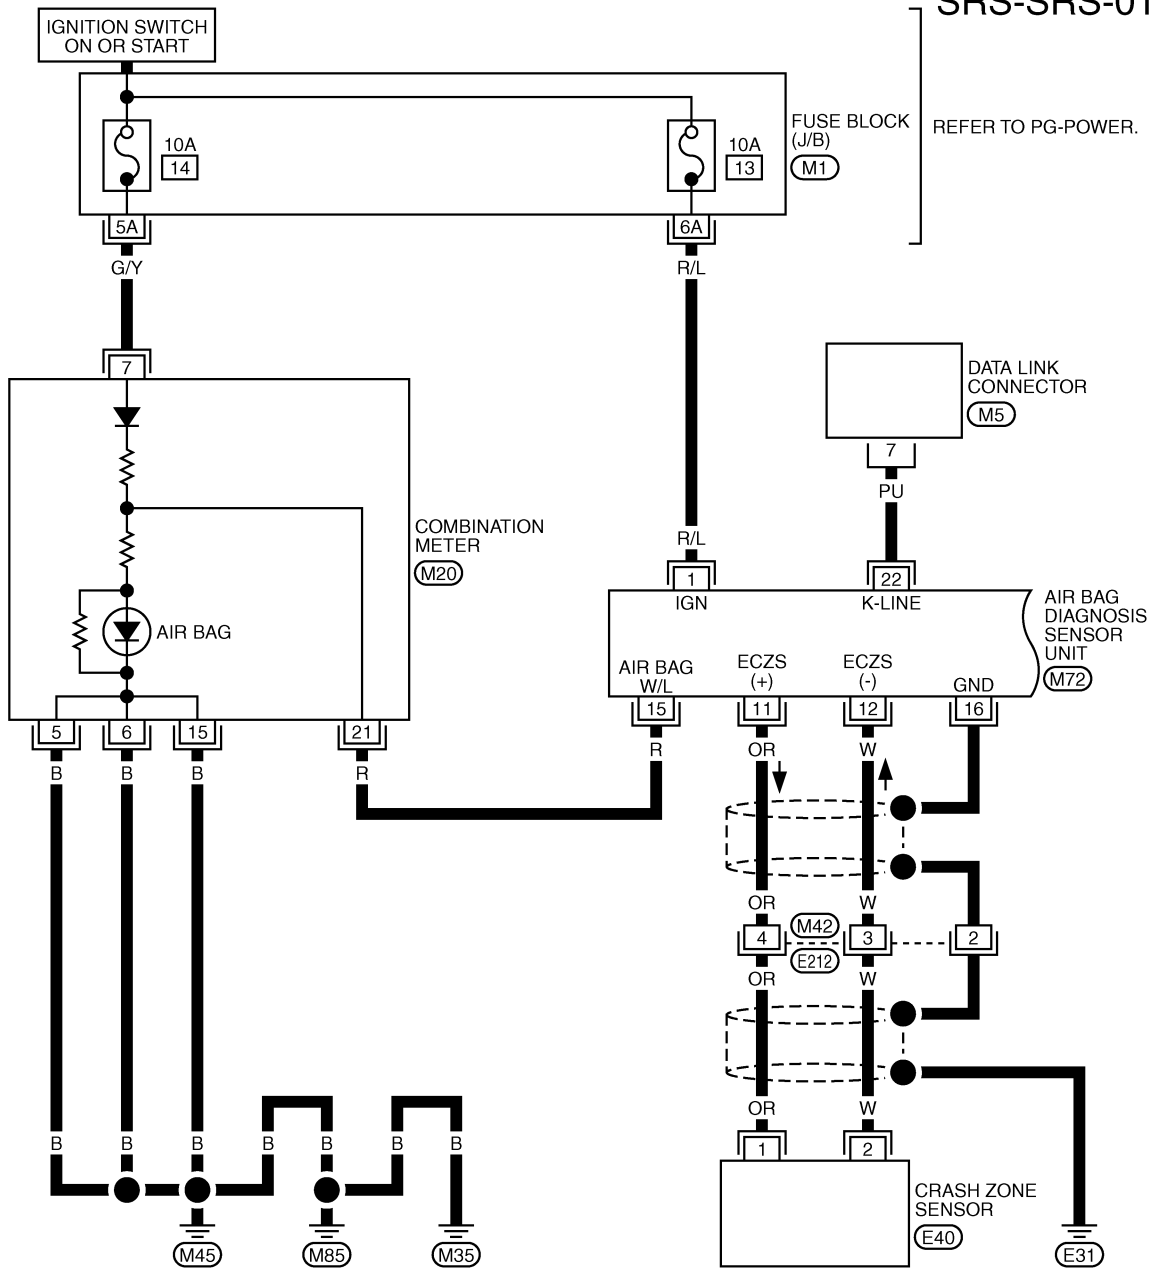 SRS-SRS-01
IGNITION SWITCH
ON OR START
10A
14
10A
13
FUSE BLOCK
(J/B)
M1
REFER TO PG-POWER.
5A
6A
G/Y
R/L
7
DATA LINK
CONNECTOR
M5
7
PU
COMBINATION
METER
M20
R/L
1
22
IGN
K-LINE
AIR BAG
DIAGNOSIS
SENSOR
UNIT
M72
AIR BAG
AIR BAG
W/L
ECZS
(+)
ECZS
(-)
GND
15
11
12
16
5
6
15
21
B
B
B
R
R
OR
W
OR
W
4
M42
E212
3
2
OR
W
OR
W
B
B
B
B
B
B
B
1
2
CRASH ZONE
SENSOR
E40
M45
M85
M35
E31